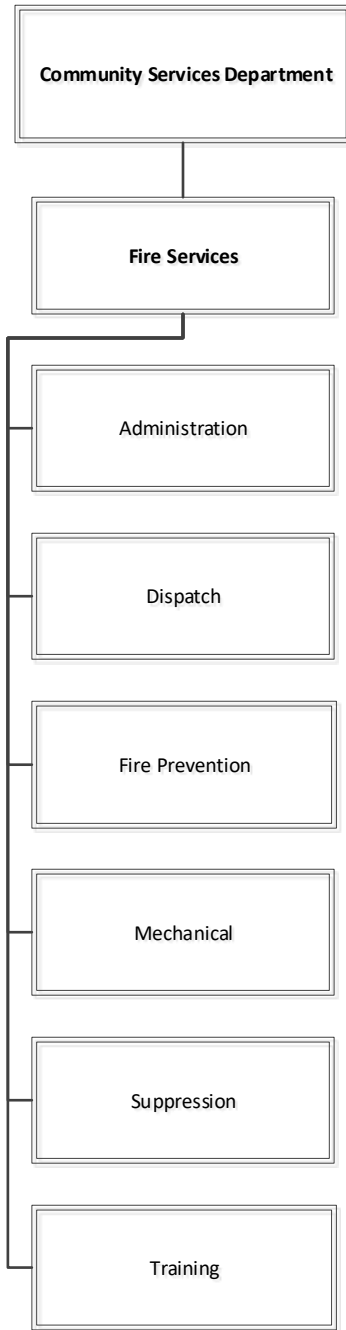 Community Services Department
Fire Services
Administration
Dispatch
Fire Prevention
Mechanical
Suppression
Training